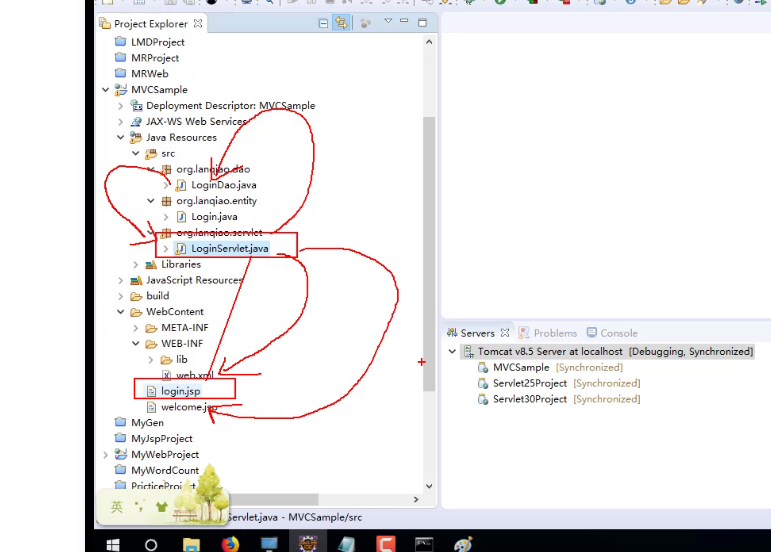 Project Explorer
LMDProject
MRProject
MRWeb
MVCSample
Deployment Descriptor: MVCSample
JAX-WS Web Services
Java Resources
src
org.lanqiao.dao
LoginDao.java
org.lanqiao.entity
Login.java
org.lanqiao.servlet
LoginServlet.java
Libraries
JavaScript Resources
build
WebContent
META-INF
WEB-INF
lib
web.xml
login.jsp
welcome.jsp
MyGen
MyJspProject
MyWebProject
MyWordCount
PricticeProject
英
Servlet.java - MVCSample/src
Servers Problems Console
Tomcat v8.5 Server at localhost [Debugging, Synchronized]
MVCSample [Synchronized]
Servlet25Project [Synchronized]
Servlet30Project [Synchronized]